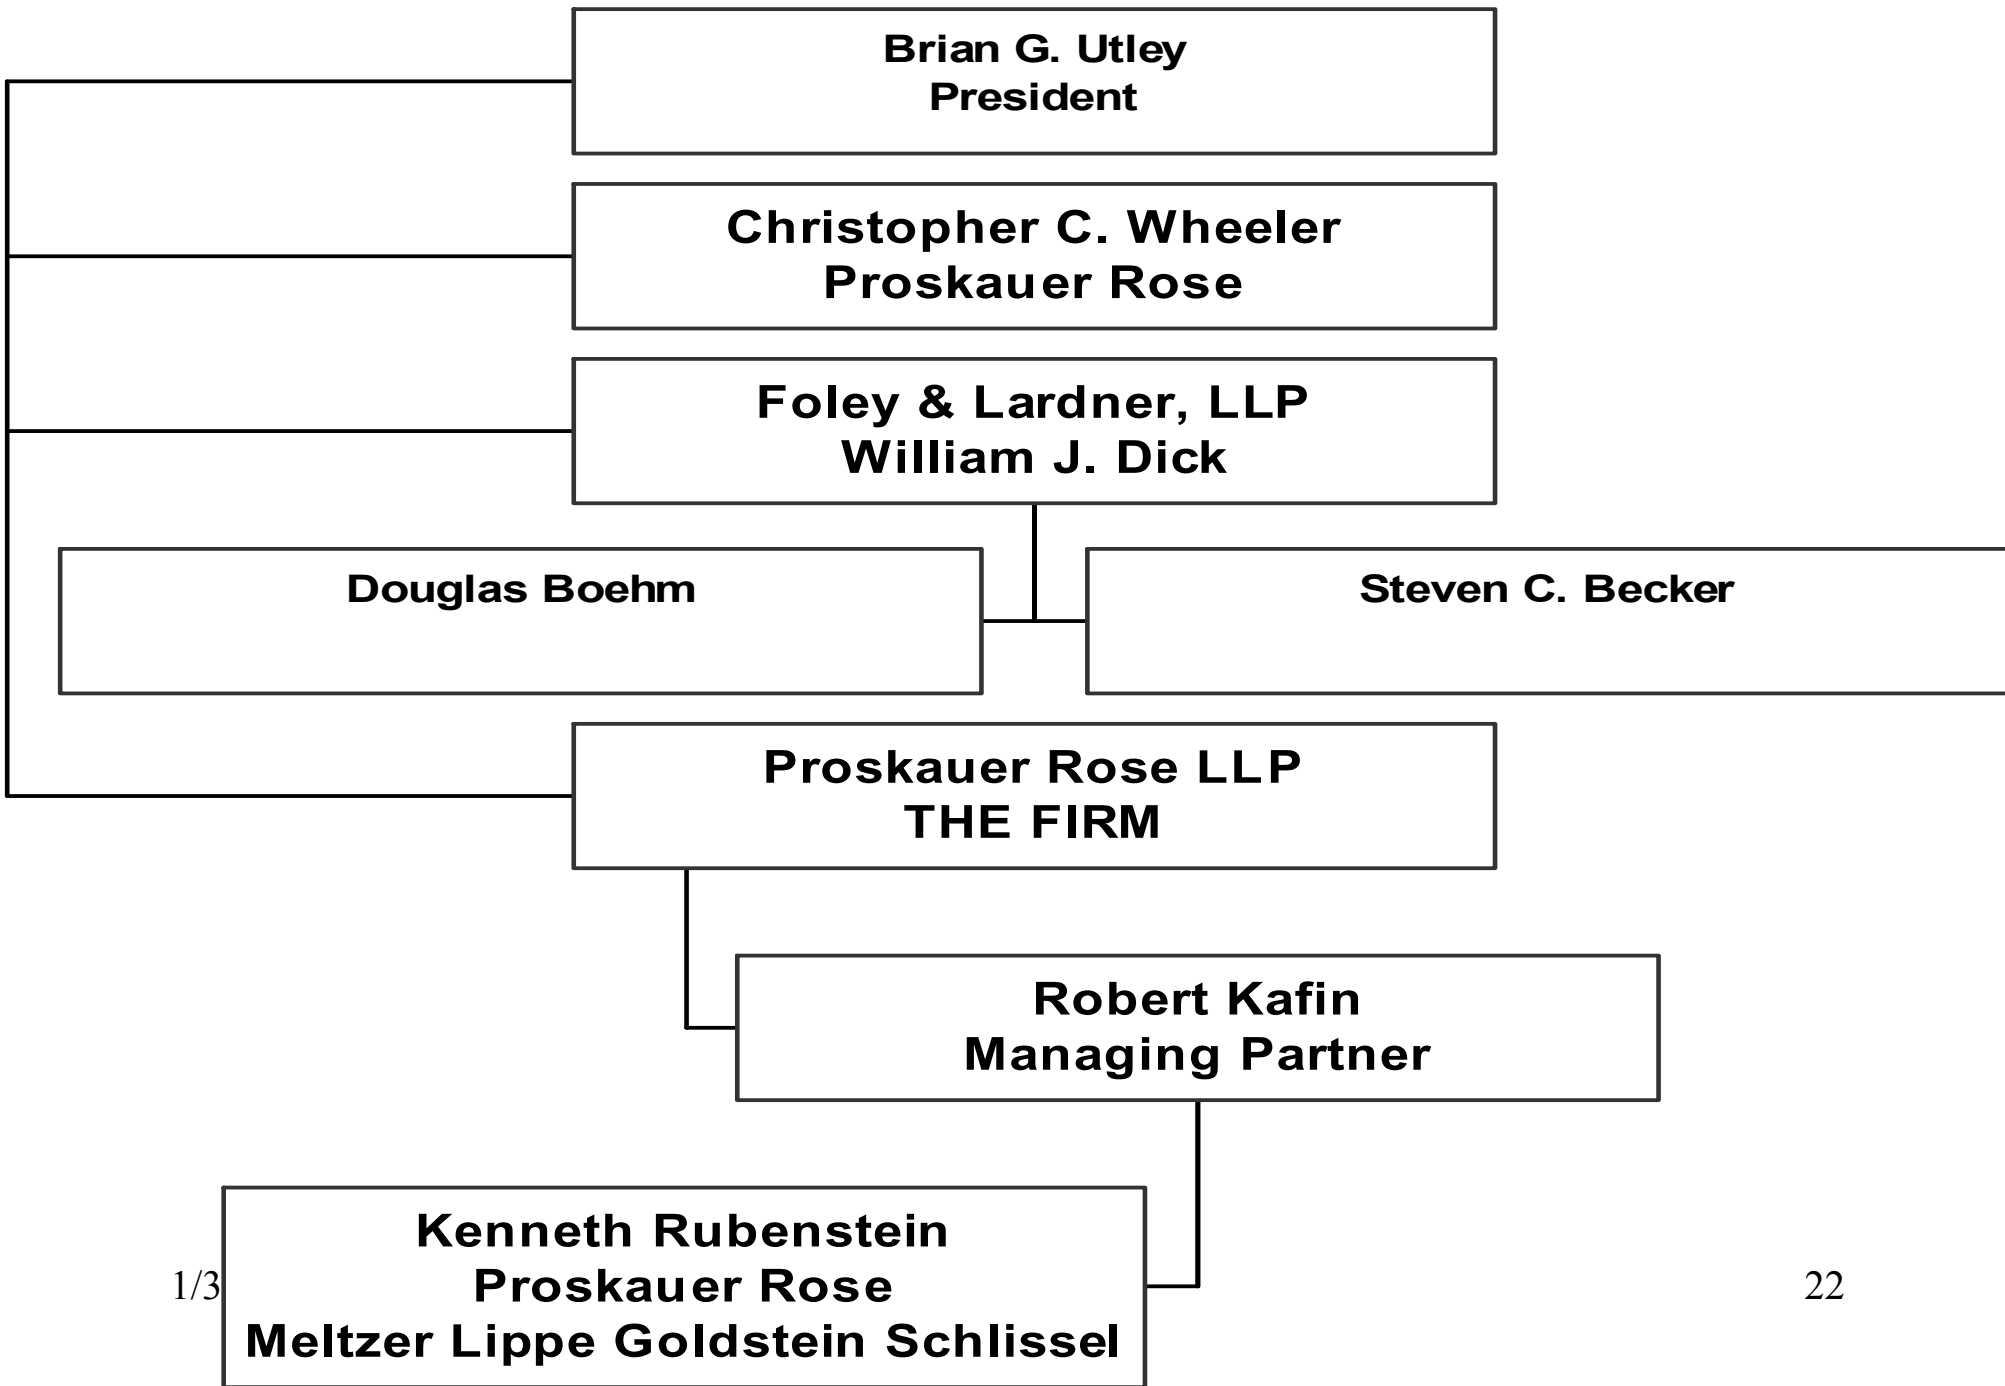 Brian G. Utley
President
Christopher C. Wheeler
Proskauer Rose
Foley & Lardner, LLP
William J. Dick
Douglas Boehm
Steven C. Becker
Proskauer Rose LLP
THE FIRM
Robert Kafin
Managing Partner
Kenneth Rubenstein
Proskauer Rose
Meltzer Lippe Goldstein Schlissel
1/3
22